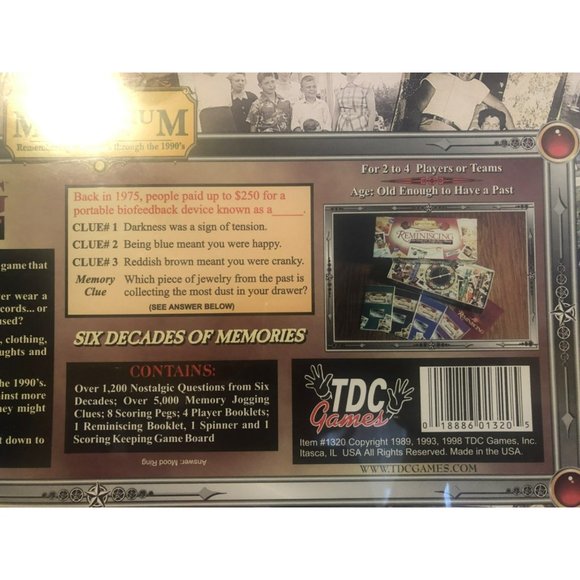 M UM
through the 1990's
For 2 to 4 Players or Teams
Age: Old Enough to Have a Past
Back in 1975, people paid up to $250 for a
portable biofeedback device known as a ____.
CLUE# 1 Darkness was a sign of tension.
CLUE# 2 Being blue meant you were happy.
CLUE# 3 Reddish brown meant you were cranky.
Memory Clue Which piece of jewelry from the past is
collecting the most dust in your drawer?
(SEE ANSWER BELOW)
SIX DECADES OF MEMORIES
game that
er wear a
cords... or
used?
, clothing,
ughts and
he 1990's.
ainst more
hey might
t down to
CONTAINS:
Over 1,200 Nostalgic Questions from Six
Decades; Over 5,000 Memory Jogging
Clues; 8 Scoring Pegs; 4 Player Booklets;
1 Reminiscing Booklet, 1 Spinner and 1
Scoring Keeping Game Board
Answer: Mood Ring
REMINISCING
TDC
Games
0 18886 01320 5
Item #1320 Copyright 1989, 1993, 1998 TDC Games, Inc.
Itasca, IL USA All Rights Reserved. Made in the USA.
WWW.TDCGAMES.COM